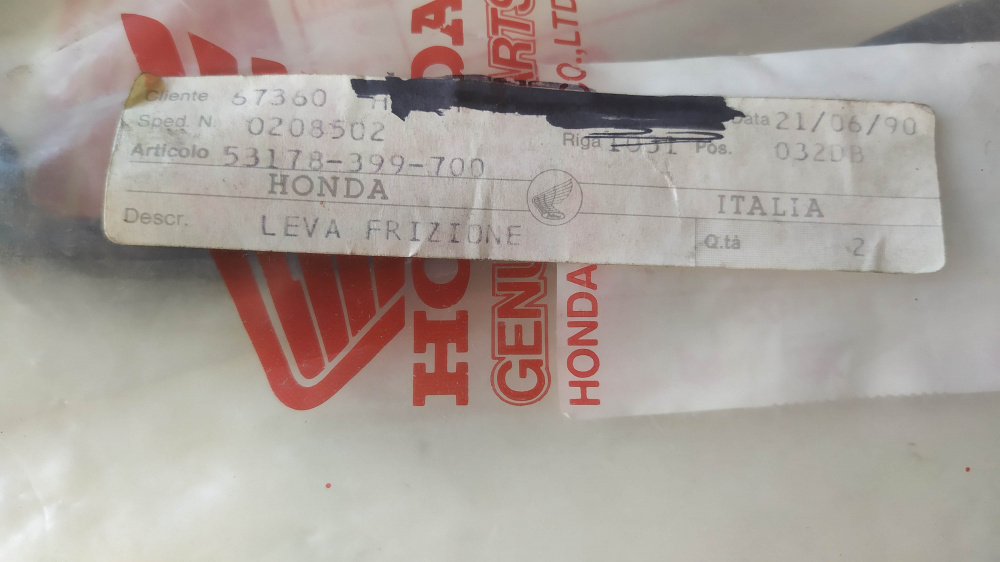 Cliente 67360
Data 21/06/90
Sped. N. 0208502
Riga 1031 Pos. 032DB
Articolo 53178-399-700
HONDA ITALIA
Descr. LEVA FRIZIONE
Q.tà 2
HONDA
GENU
PARTS
HONDA
CO.,LTD